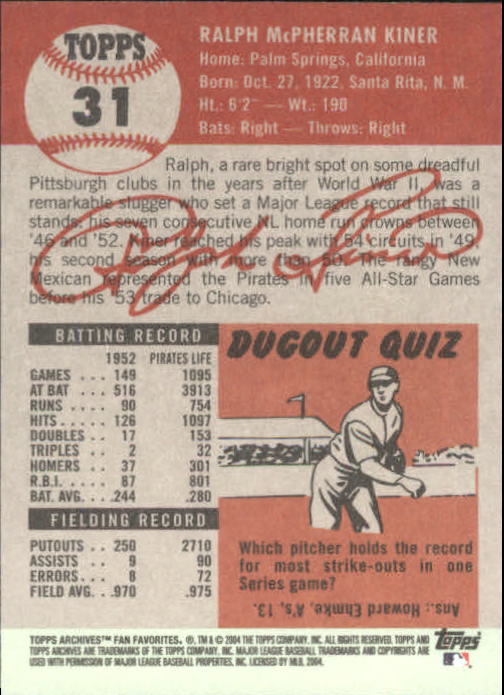 TOPPS
31
RALPH McPHERRAN KINER
Home: Palm Springs, California
Born: Oct. 27, 1922, Santa Rita, N. M.
Ht.: 6'2" — Wt.: 190
Bats: Right — Throws: Right
Ralph, a rare bright spot on some dreadful
Pittsburgh clubs in the years after World War II, was a
remarkable slugger who set a Major League record that still
stands: his seven consecutive NL home run crowns between
'46 and '52. Kiner reached his peak with 54 circuits in '49,
his second season with more than 50. The rangy New
Mexican represented the Pirates in five All-Star Games
before his '53 trade to Chicago.
Ralph Kiner
BATTING RECORD
1952 PIRATES LIFE
GAMES . . . 149 1095
AT BAT . . . 516 3913
RUNS . . . . 90 754
HITS . . . . . 126 1097
DOUBLES . . 17 153
TRIPLES . . 2 32
HOMERS . . 37 301
R.B.I. . . . . 87 801
BAT. AVG. . . .244 .280
FIELDING RECORD
PUTOUTS . . 250 2710
ASSISTS . . 9 90
ERRORS . . . 8 72
FIELD AVG. . . .970 .975
DUGOUT QUIZ
Which pitcher holds the record
for most strike-outs in one
Series game?
Ans.: Howard Ehmke, A's, 13.
TOPPS ARCHIVES™ FAN FAVORITES. ®, TM & © 2004 THE TOPPS COMPANY, INC. ALL RIGHTS RESERVED. TOPPS AND
TOPPS ARCHIVES ARE TRADEMARKS OF THE TOPPS COMPANY, INC. MAJOR LEAGUE BASEBALL TRADEMARKS AND COPYRIGHTS ARE
USED WITH PERMISSION OF MAJOR LEAGUE BASEBALL PROPERTIES, INC. LICENSED BY MLB, 2004.
Topps